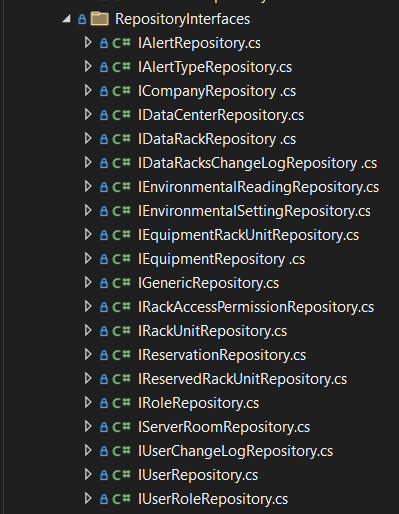 RepositoryInterfaces
C# IAlertRepository.cs
C# IAlertTypeRepository.cs
C# ICompanyRepository .cs
C# IDataCenterRepository.cs
C# IDataRackRepository .cs
C# IDataRacksChangeLogRepository .cs
C# IEnvironmentalReadingRepository.cs
C# IEnvironmentalSettingRepository.cs
C# IEquipmentRackUnitRepository.cs
C# IEquipmentRepository .cs
C# IGenericRepository.cs
C# IRackAccessPermissionRepository.cs
C# IRackUnitRepository.cs
C# IReservationRepository.cs
C# IReservedRackUnitRepository.cs
C# IRoleRepository.cs
C# IServerRoomRepository.cs
C# IUserChangeLogRepository.cs
C# IUserRepository.cs
C# IUserRoleRepository.cs